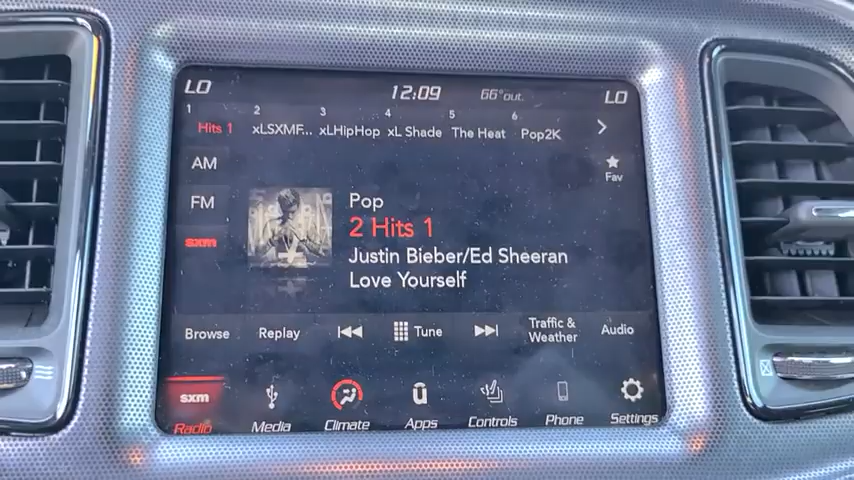 LO 12:09 66°out. LO
1 2 3 4 5 6
Hits 1 xLSXMF... xLHipHop xL Shade The Heat Pop2K
AM
Fav
FM
Pop
2 Hits 1
sxm
Justin Bieber/Ed Sheeran
Love Yourself
Browse Replay Tune Traffic & Weather Audio
sxm
Radio Media Climate Apps Controls Phone Settings